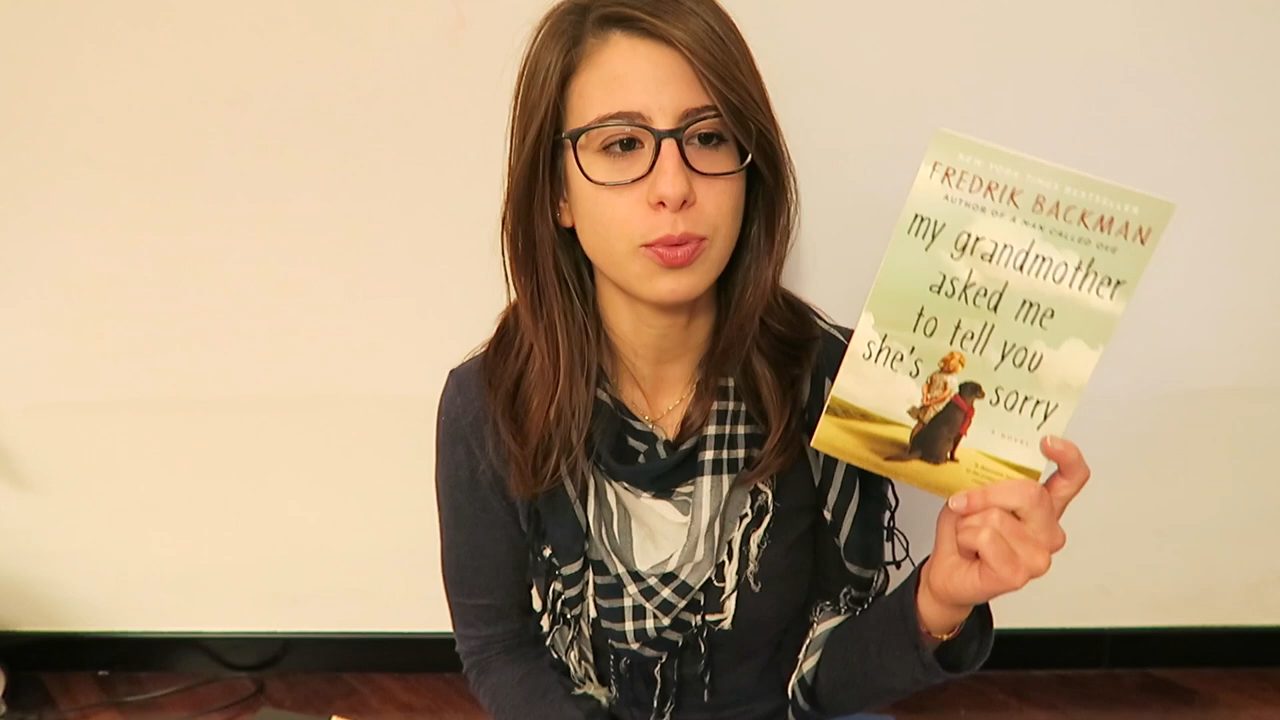 NEW YORK TIMES BESTSELLER
FREDRIK BACKMAN
AUTHOR OF A MAN CALLED OVE
my grandmother
asked me
to tell you
she's sorry
A NOVEL